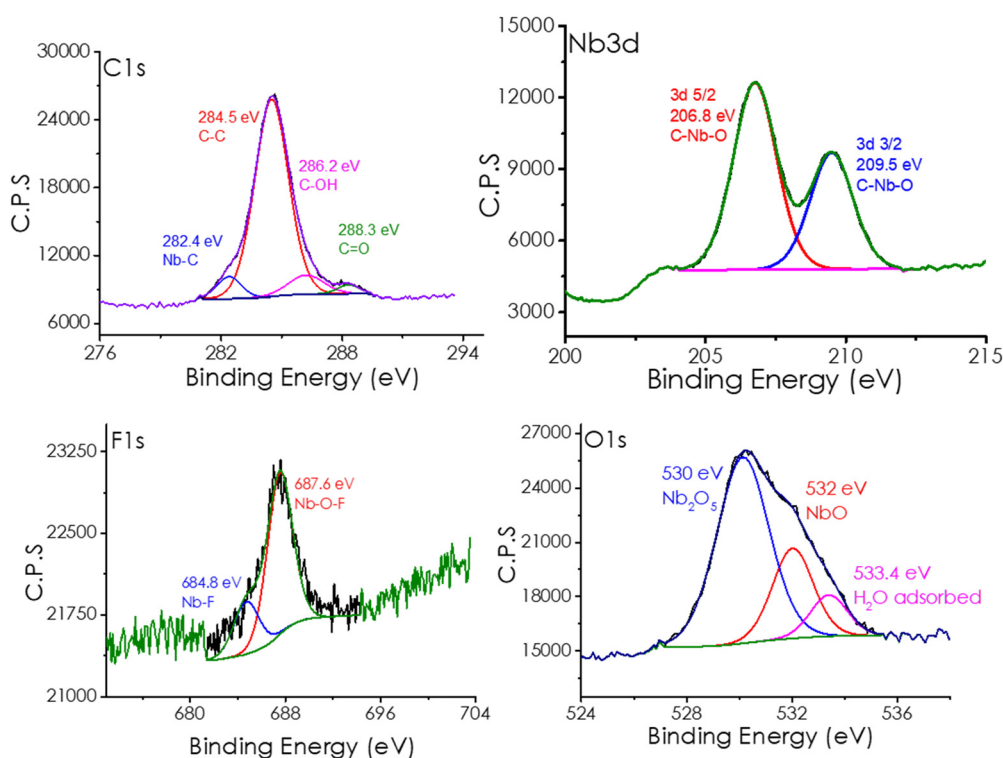 C1s
C.P.S
30000
24000
18000
12000
6000
284.5 eV
C-C
286.2 eV
C-OH
282.4 eV
Nb-C
288.3 eV
C=O
276
282
288
294
Binding Energy (eV)
Nb3d
C.P.S
12000
9000
6000
3000
3d 5/2
206.8 eV
C-Nb-O
3d 3/2
209.5 eV
C-Nb-O
200
205
210
215
Binding Energy (eV)
F1s
C.P.S
23250
22500
21750
21000
687.6 eV
Nb-O-F
684.8 eV
Nb-F
680
688
696
704
Binding Energy (eV)
O1s
C.P.S
27000
24000
21000
18000
15000
530 eV
Nb₂O₅
532 eV
NbO
533.4 eV
H₂O adsorbed
524
528
532
536
Binding Energy (eV)